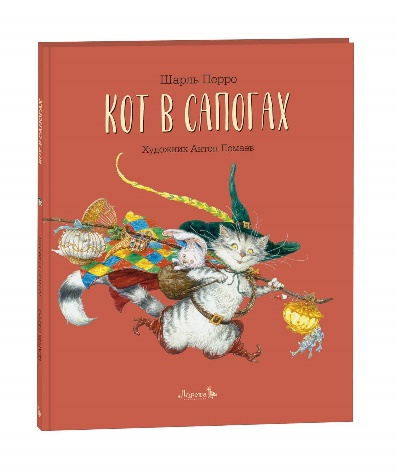 Шарль Перро
КОТ В САПОГАХ
Художник Антон Ломаев